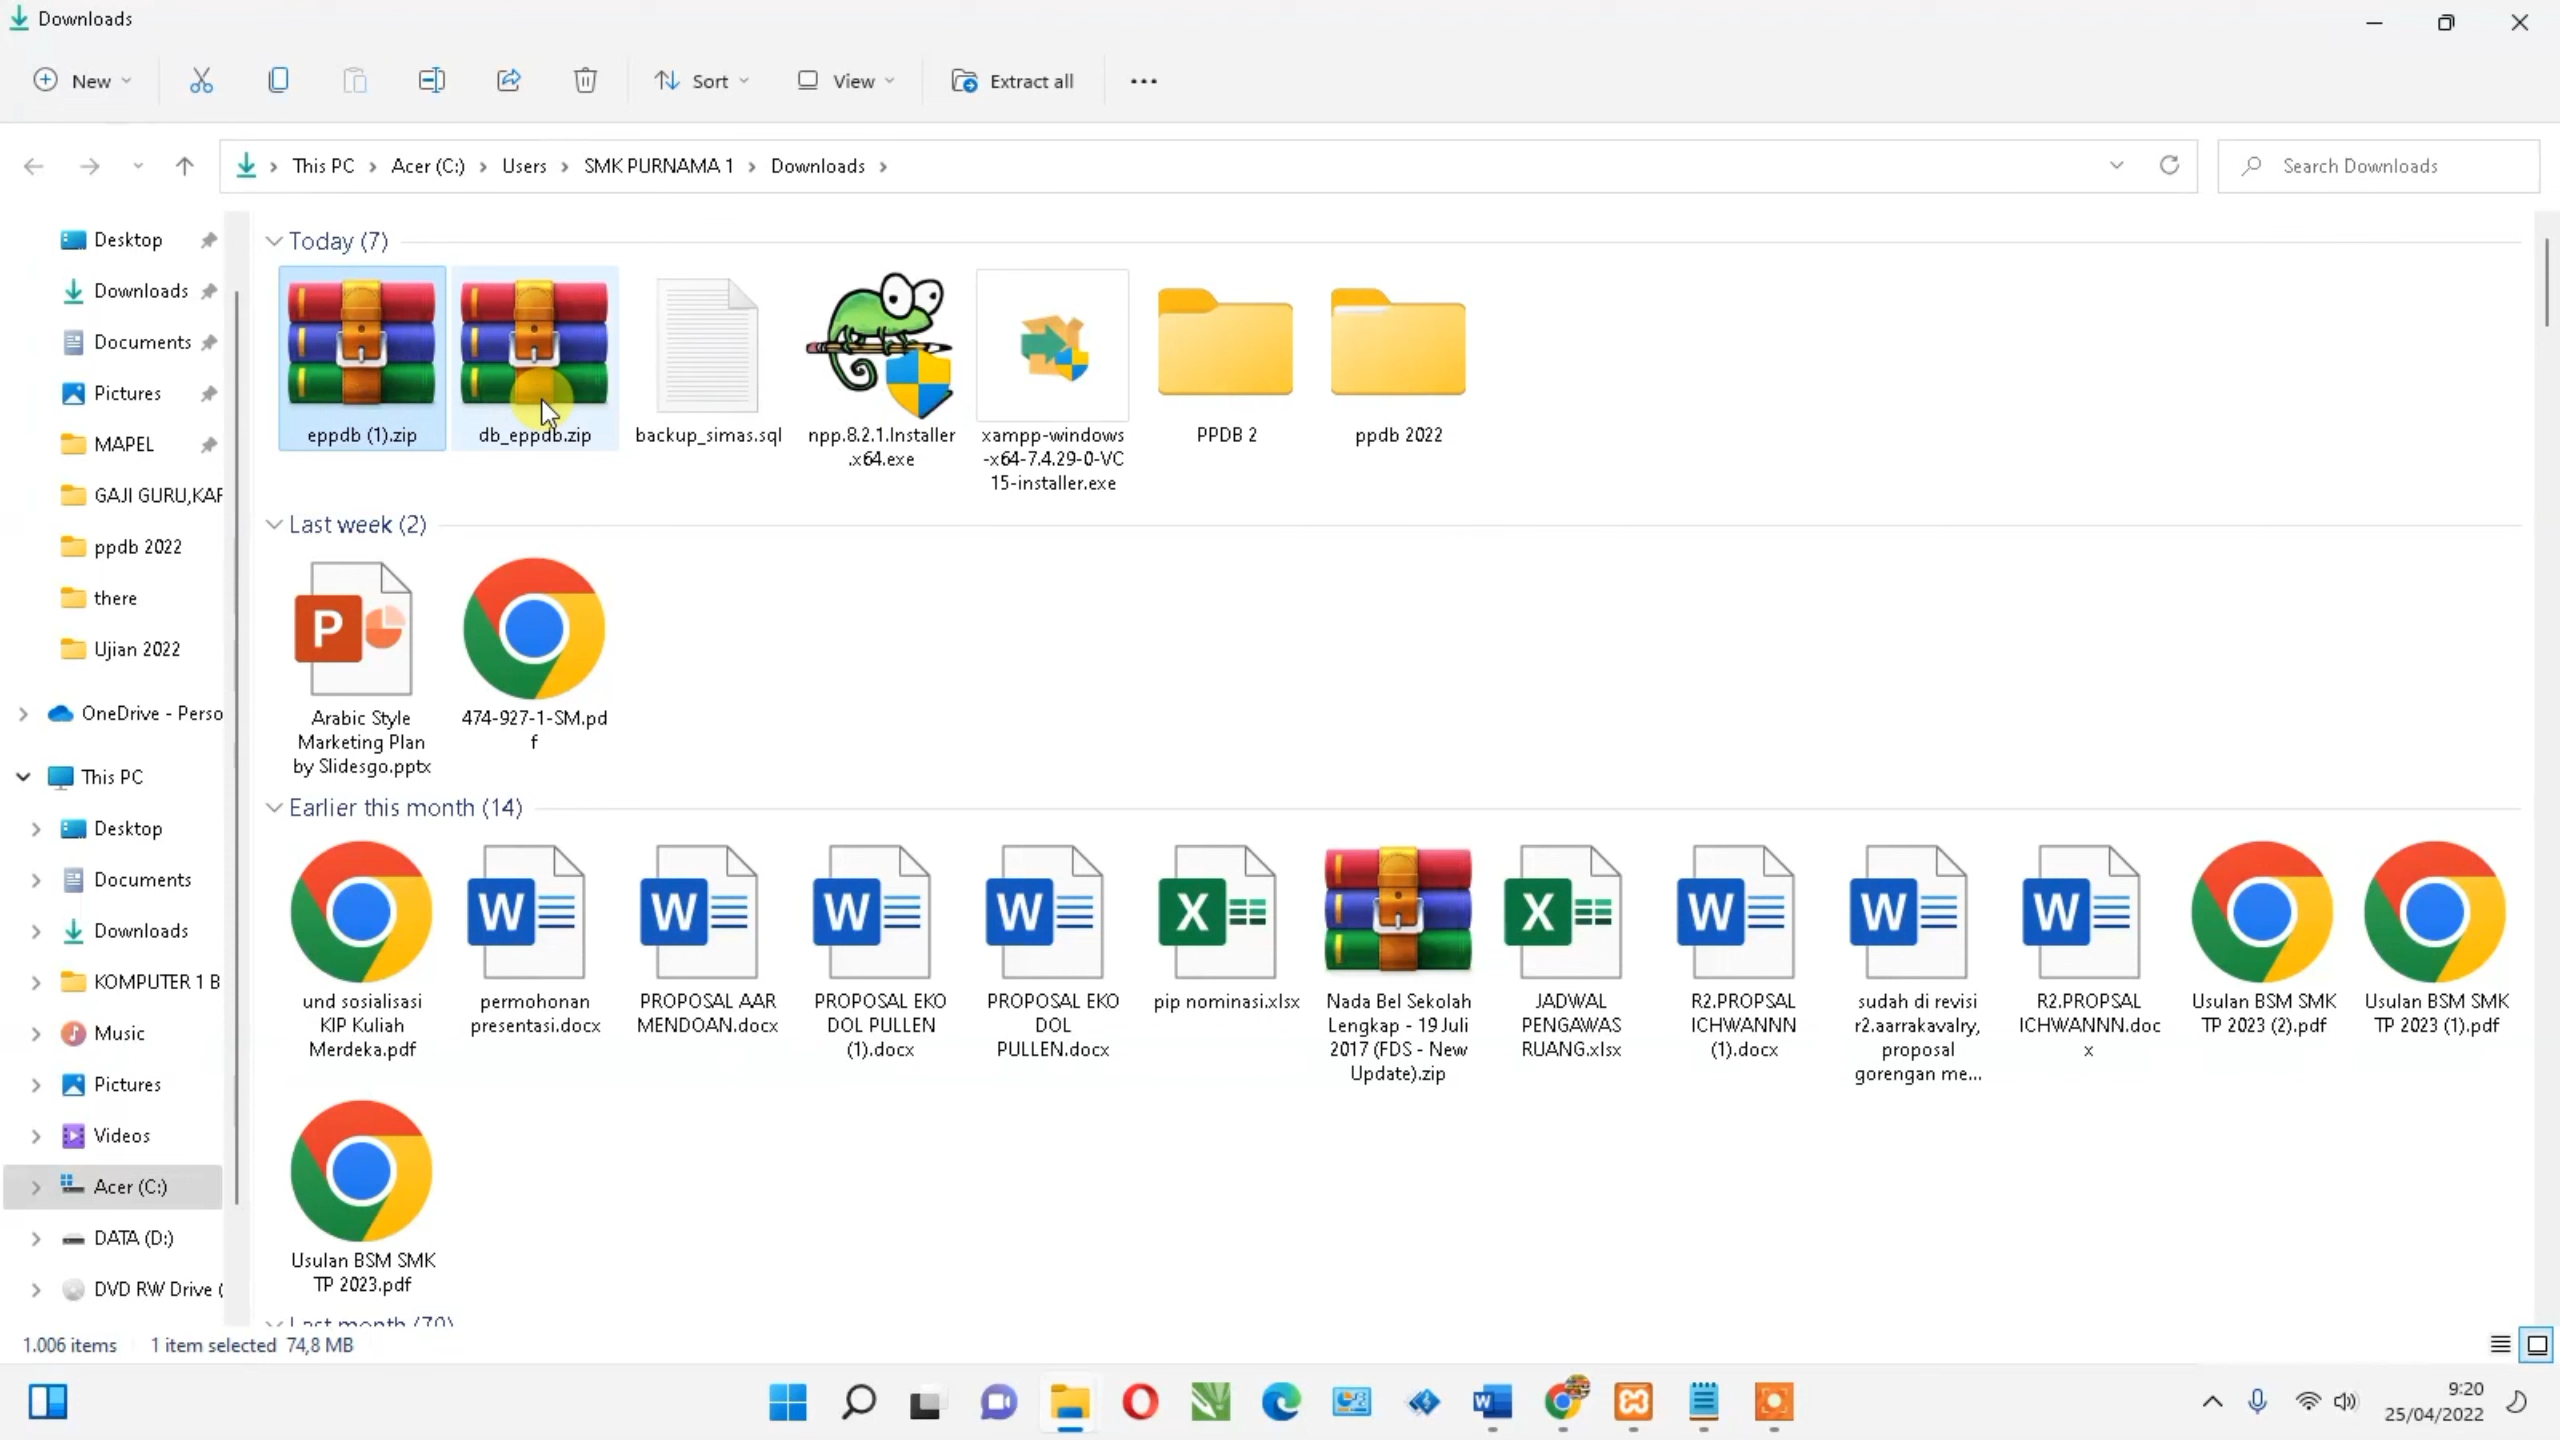 Downloads
New
Sort
View
Extract all
This PC
Acer (C:)
Users
SMK PURNAMA 1
Downloads
Search Downloads
Desktop
Downloads
Documents
Pictures
MAPEL
GAJI GURU,KAF
ppdb 2022
there
Ujian 2022
OneDrive - Perso
This PC
Desktop
Documents
Downloads
KOMPUTER 1 B
Music
Pictures
Videos
Acer (C:)
DATA (D:)
DVD RW Drive (
Today (7)
eppdb (1).zip
db_eppdb.zip
backup_simas.sql
npp.8.2.1.Installer
.x64.exe
xampp-windows
-x64-7.4.29-0-VC
15-installer.exe
PPDB 2
ppdb 2022
Last week (2)
Arabic Style
Marketing Plan
by Slidesgo.pptx
474-927-1-SM.pd
f
Earlier this month (14)
und sosialisasi
KIP Kuliah
Merdeka.pdf
permohonan
presentasi.docx
PROPOSAL AAR
MENDOAN.docx
PROPOSAL EKO
DOL PULLEN
(1).docx
PROPOSAL EKO
DOL
PULLEN.docx
pip nominasi.xlsx
Nada Bel Sekolah
Lengkap - 19 Juli
2017 (FDS - New
Update).zip
JADWAL
PENGAWAS
RUANG.xlsx
R2.PROPSAL
ICHWANNN
(1).docx
sudah di revisi
r2.aarrakavalry,
proposal
gorengan me...
R2.PROPSAL
ICHWANNN.doc
x
Usulan BSM SMK
TP 2023 (2).pdf
Usulan BSM SMK
TP 2023 (1).pdf
Usulan BSM SMK
TP 2023.pdf
Last month (70)
1.006 items
1 item selected 74,8 MB
9:20
25/04/2022